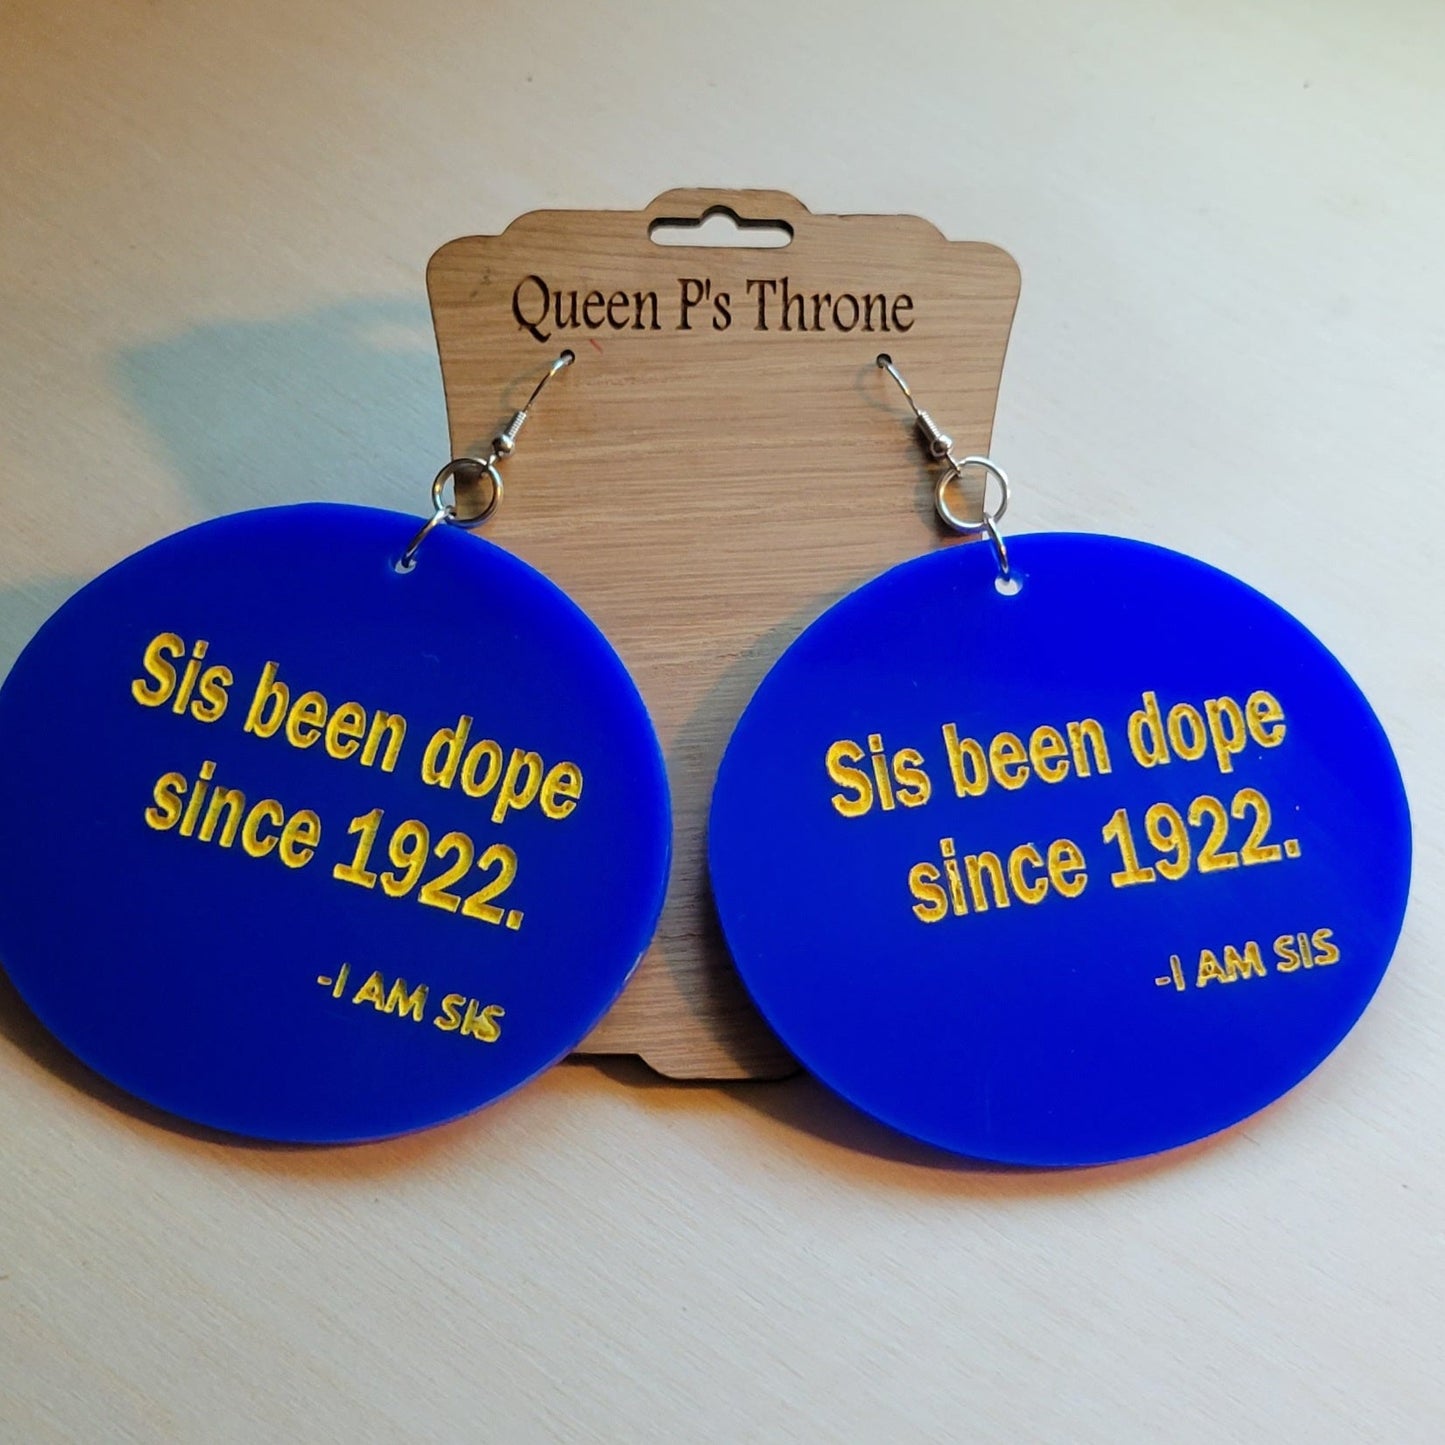 Queen P's Throne
Sis been dope
since 1922.
-I AM SIS
Sis been dope
since 1922.
-I AM SIS